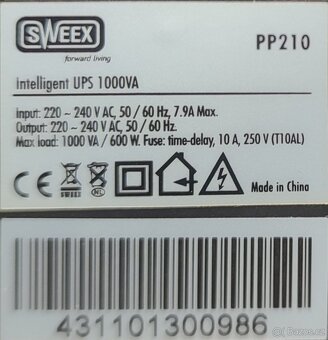 SWEEX
forward living
PP210
Intelligent UPS 1000VA
Input: 220 ~ 240 V AC, 50 / 60 Hz, 7.9A Max.
Output: 220 ~ 240 V AC, 50 / 60 Hz.
Max load: 1000 VA / 600 W. Fuse: time-delay, 10 A, 250 V (T10AL)
CE
SWEEX
Made in China
431101300986